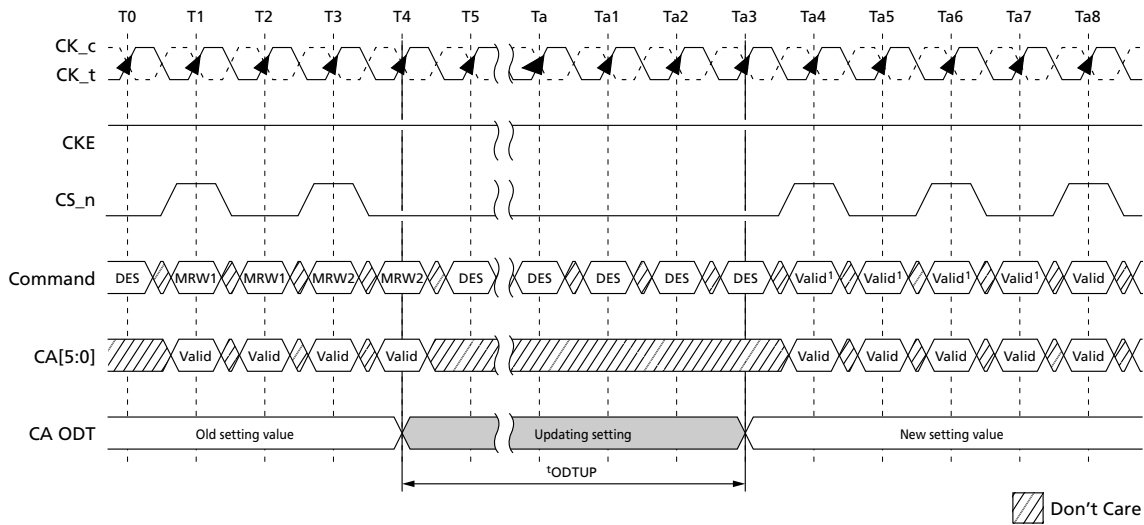 T0 T1 T2 T3 T4 T5 Ta Ta1 Ta2 Ta3 Ta4 Ta5 Ta6 Ta7 Ta8
CK_c
CK_t
CKE
CS_n
Command DES MRW1 MRW1 MRW2 MRW2 DES DES DES DES DES Valid¹ Valid¹ Valid¹ Valid¹ Valid
CA[5:0] Valid Valid Valid Valid Valid Valid Valid Valid Valid
CA ODT Old setting value Updating setting New setting value
ᵗODTUP
Don't Care